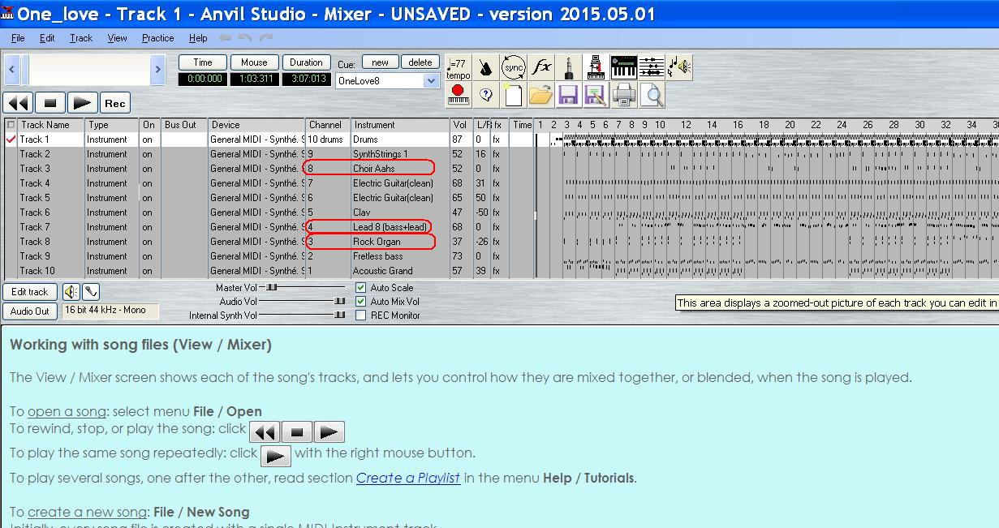 One_love - Track 1 - Anvil Studio - Mixer - UNSAVED - version 2015.05.01
File Edit Track View Practice Help
Time Mouse Duration Cue: new delete
0:00:000 1:03:311 3:07:013 OneLove8
♩=77 tempo sync fx
Rec
Track Name Type On Bus Out Device Channel Instrument Vol L/R fx Time 1 2 3 4 5 6 7 8 9 10 12 14 16 18 20 22 24 26 28 30 32 34 3
Track 1 Instrument on General MIDI - Synthé. 10 drums Drums 87 0 fx
Track 2 Instrument on General MIDI - Synthé. S 9 SynthStrings 1 52 16 fx
Track 3 Instrument on General MIDI - Synthé. S 8 Choir Aahs 52 0 fx
Track 4 Instrument on General MIDI - Synthé. S 7 Electric Guitar(clean) 68 31 fx
Track 5 Instrument on General MIDI - Synthé. S 6 Electric Guitar(clean) 65 50 fx
Track 6 Instrument on General MIDI - Synthé. S 5 Clav 47 -50 fx
Track 7 Instrument on General MIDI - Synthé. S 4 Lead 8 (bass+lead) 68 0 fx
Track 8 Instrument on General MIDI - Synthé. S 3 Rock Organ 37 -26 fx
Track 9 Instrument on General MIDI - Synthé. S 2 Fretless bass 73 0 fx
Track 10 Instrument on General MIDI - Synthé. S 1 Acoustic Grand 57 39 fx
Edit track Master Vol Auto Scale
Audio Vol Auto Mix Vol
Audio Out 16 bit 44 kHz - Mono Internal Synth Vol REC Monitor
This area displays a zoomed-out picture of each track you can edit in
Working with song files (View / Mixer)
The View / Mixer screen shows each of the song's tracks, and lets you control how they are mixed together, or blended, when the song is played.
To open a song: select menu File / Open
To rewind, stop, or play the song: click
To play the same song repeatedly: click with the right mouse button.
To play several songs, one after the other, read section Create a Playlist in the menu Help / Tutorials.
To create a new song: File / New Song
Initially, every song file is created with a single MIDI Instrument track.